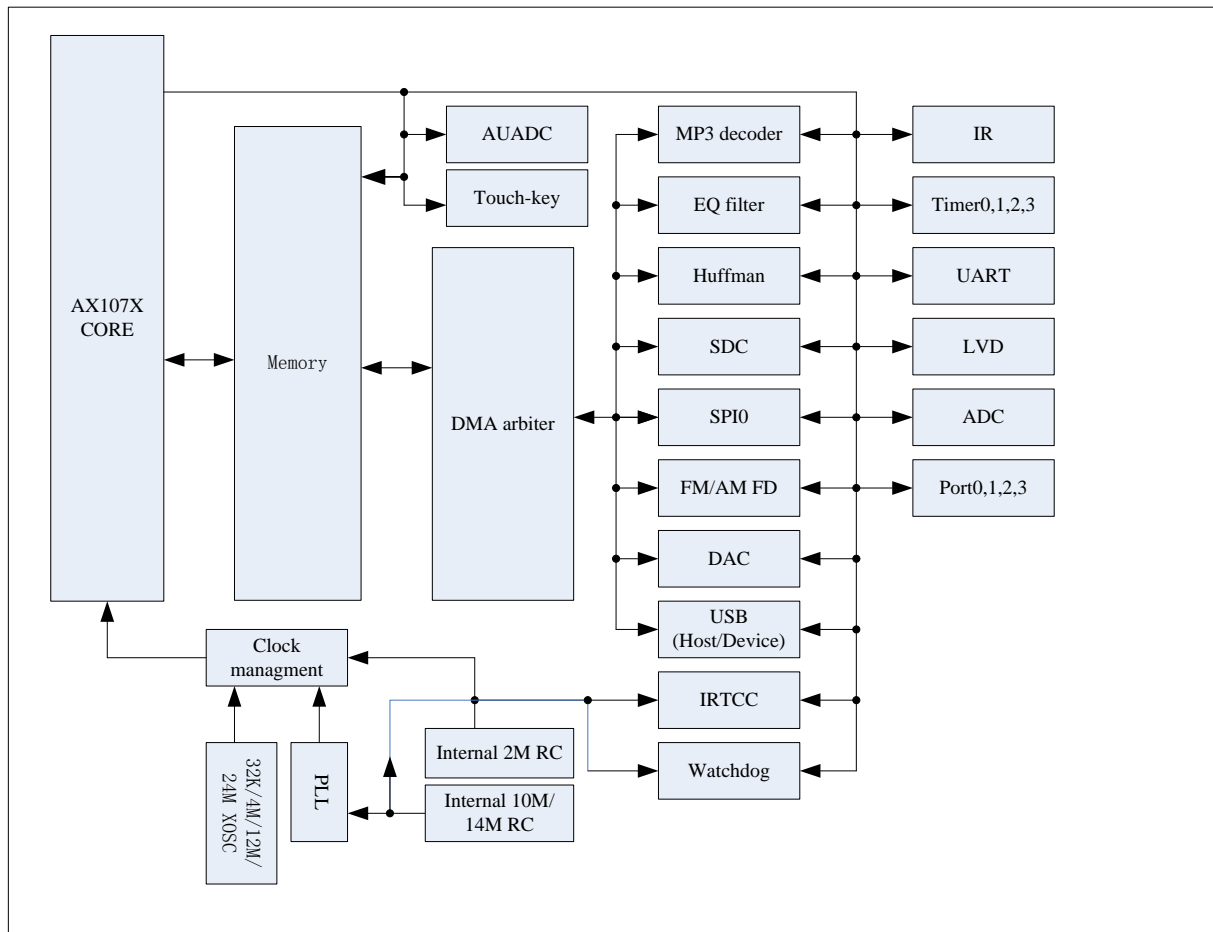 AX107X
CORE
Memory
AUADC
Touch-key
DMA arbiter
MP3 decoder
EQ filter
Huffman
SDC
SPI0
FM/AM FD
DAC
USB
(Host/Device)
IRTCC
Watchdog
IR
Timer0,1,2,3
UART
LVD
ADC
Port0,1,2,3
Clock
managment
32K/4M/12M/
24M XOSC
PLL
Internal 2M RC
Internal 10M/
14M RC